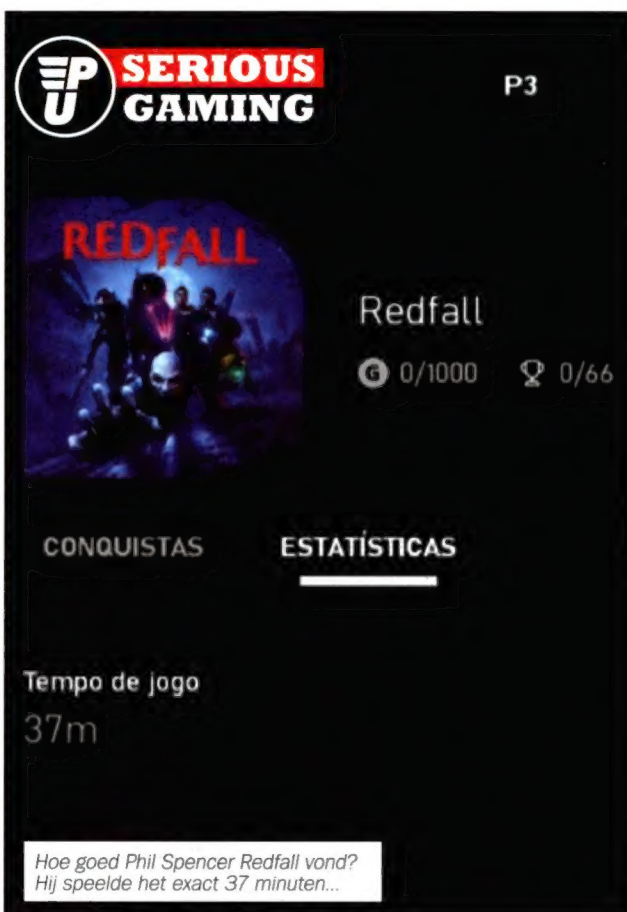 PU
SERIOUS
GAMING
P3
REDFALL
Redfall
G 0/1000 0/66
CONQUISTAS ESTATÍSTICAS
Tempo de jogo
37m
Hoe goed Phil Spencer Redfall vond?
Hij speelde het exact 37 minuten...